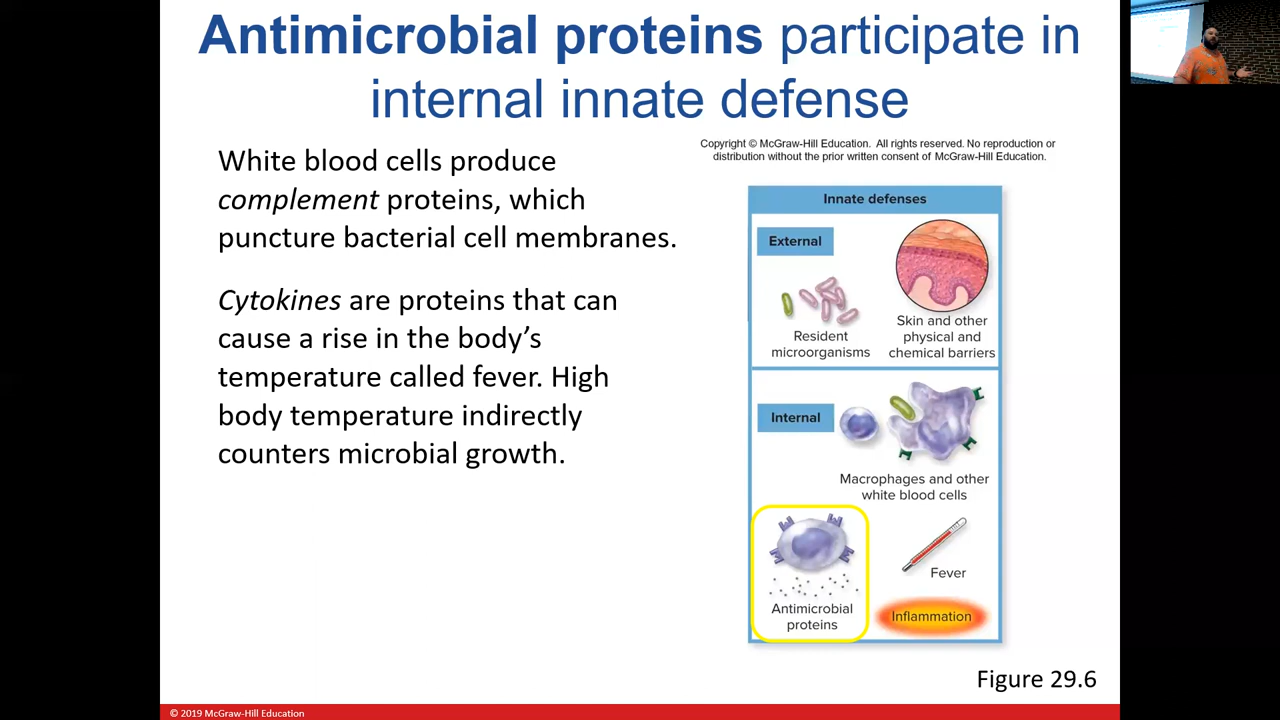 Antimicrobial proteins participate in
internal innate defense
White blood cells produce
complement proteins, which
puncture bacterial cell membranes.
Cytokines are proteins that can
cause a rise in the body’s
temperature called fever. High
body temperature indirectly
counters microbial growth.
Copyright © McGraw-Hill Education. All rights reserved. No reproduction or
distribution without the prior written consent of McGraw-Hill Education.
Innate defenses
External
Resident
microorganisms
Skin and other
physical and
chemical barriers
Internal
Macrophages and other
white blood cells
Antimicrobial
proteins
Fever
Inflammation
Figure 29.6
© 2019 McGraw-Hill Education